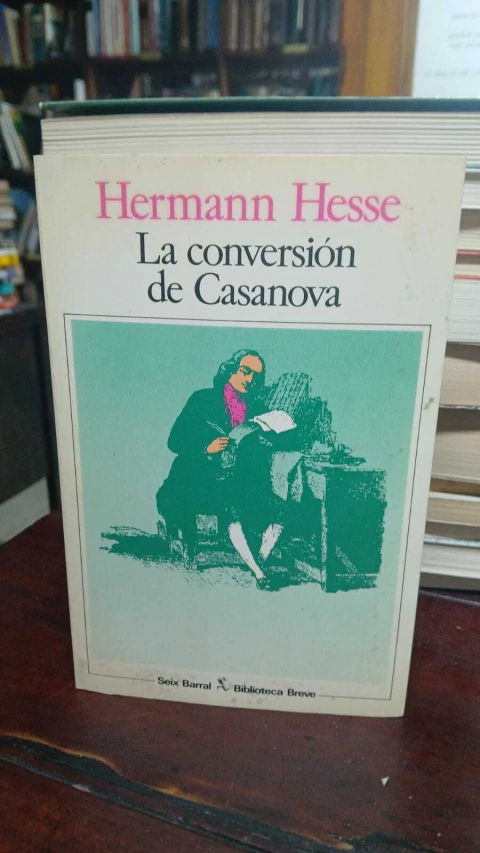 Hermann Hesse
La conversión
de Casanova
Seix Barral Biblioteca Breve